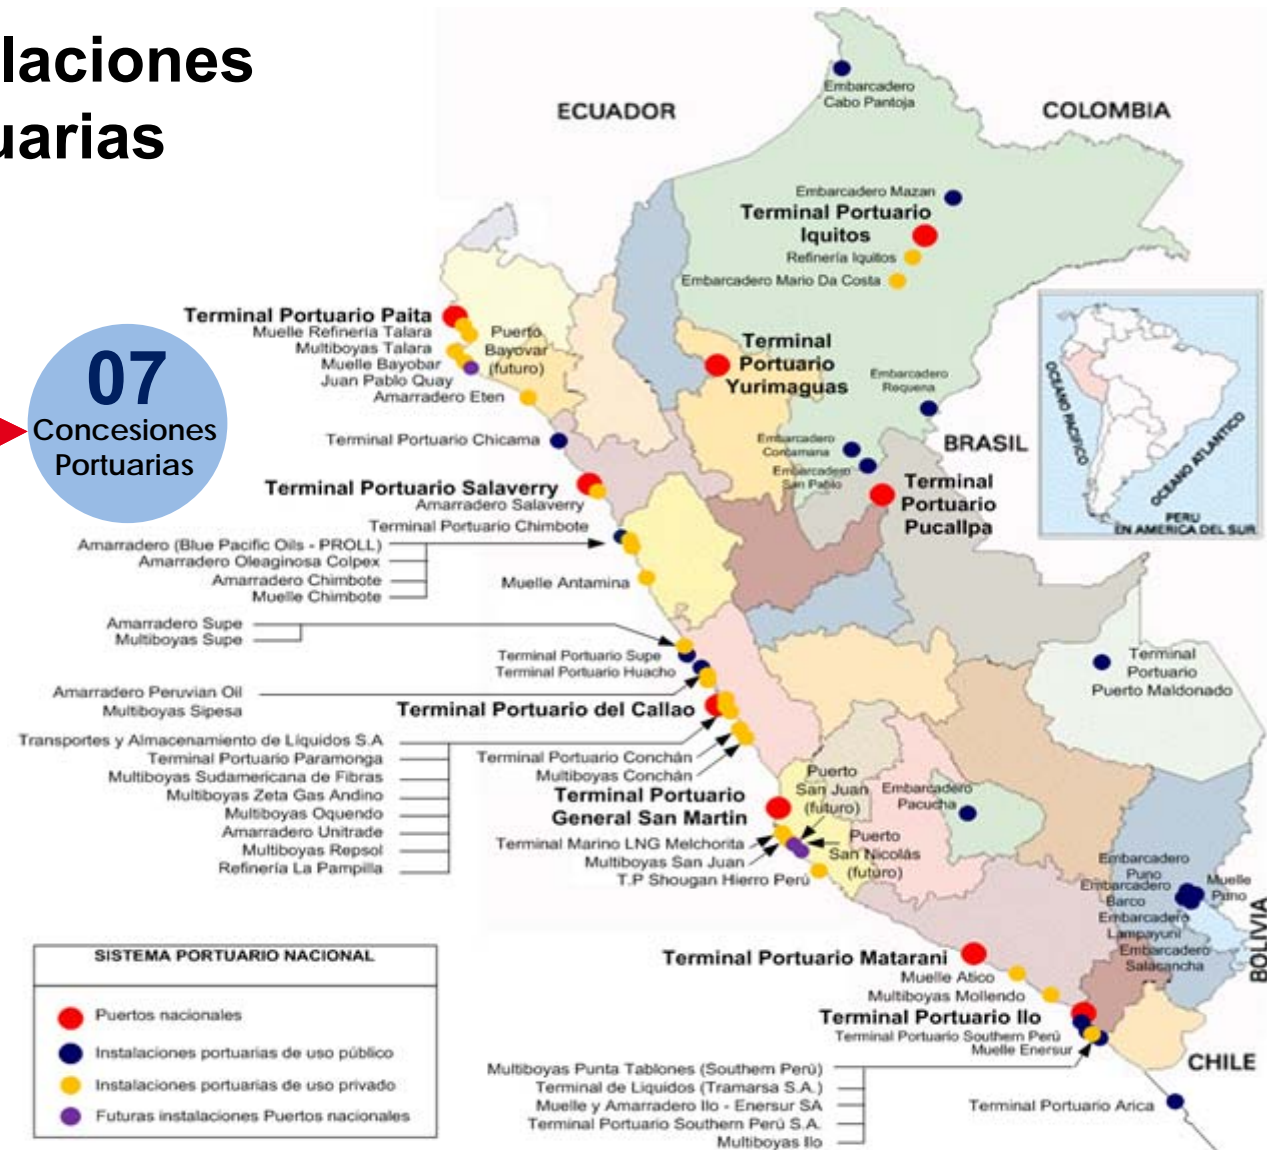 laciones
uarias
07
Concesiones
Portuarias
ECUADOR
COLOMBIA
Embarcadero
Cabo Pantoja
Embarcadero Mazan
Terminal Portuario
Iquitos
Refinería Iquitos
Embarcadero Mario Da Costa
Terminal Portuario Paita
Muelle Refinería Talara
Multiboyas Talara
Muelle Bayobar
Juan Pablo Quay
Amarradero Eten
Puerto
Bayovar
(futuro)
Terminal
Portuario
Yurimaguas
Embarcadero
Requena
OCEANO PACIFICO
OCEANO ATLANTICO
PERU
EN AMERICA DEL SUR
Terminal Portuario Chicama
Embarcadero
Contamana
Embarcadero
San Pablo
BRASIL
Terminal Portuario Salaverry
Amarradero Salaverry
Terminal
Portuario
Pucallpa
Terminal Portuario Chimbote
Amarradero (Blue Pacific Oils - PROLL)
Amarradero Oleaginosa Colpex
Amarradero Chimbote
Muelle Chimbote
Muelle Antamina
Amarradero Supe
Multiboyas Supe
Terminal Portuario Supe
Terminal Portuario Huacho
Terminal
Portuario
Puerto Maldonado
Amarradero Peruvian Oil
Multiboyas Sipesa
Terminal Portuario del Callao
Transportes y Almacenamiento de Líquidos S.A
Terminal Portuario Paramonga
Multiboyas Sudamericana de Fibras
Multiboyas Zeta Gas Andino
Multiboyas Oquendo
Amarradero Unitrade
Multiboyas Repsol
Refinería La Pampilla
Terminal Portuario Conchán
Multiboyas Conchán
Terminal Portuario
General San Martin
Puerto
San Juan
(futuro)
Embarcadero
Pacucha
Terminal Marino LNG Melchorita
Multiboyas San Juan
T.P Shougan Hierro Perú
Puerto
San Nicolás
(futuro)
Embarcadero
Puno
Embarcadero
Barco
Muelle
Puno
Embarcadero
Lampayuni
Embarcadero
Salacancha
BOLIVIA
SISTEMA PORTUARIO NACIONAL
Puertos nacionales
Instalaciones portuarias de uso público
Instalaciones portuarias de uso privado
Futuras instalaciones Puertos nacionales
Terminal Portuario Matarani
Muelle Atico
Multiboyas Mollendo
Terminal Portuario Ilo
Terminal Portuario Southern Perú
Muelle Enersur
CHILE
Multiboyas Punta Tablones (Southern Perú)
Terminal de Liquidos (Tramarsa S.A.)
Muelle y Amarradero Ilo - Enersur SA
Terminal Portuario Southern Perú S.A.
Multiboyas Ilo
Terminal Portuario Arica